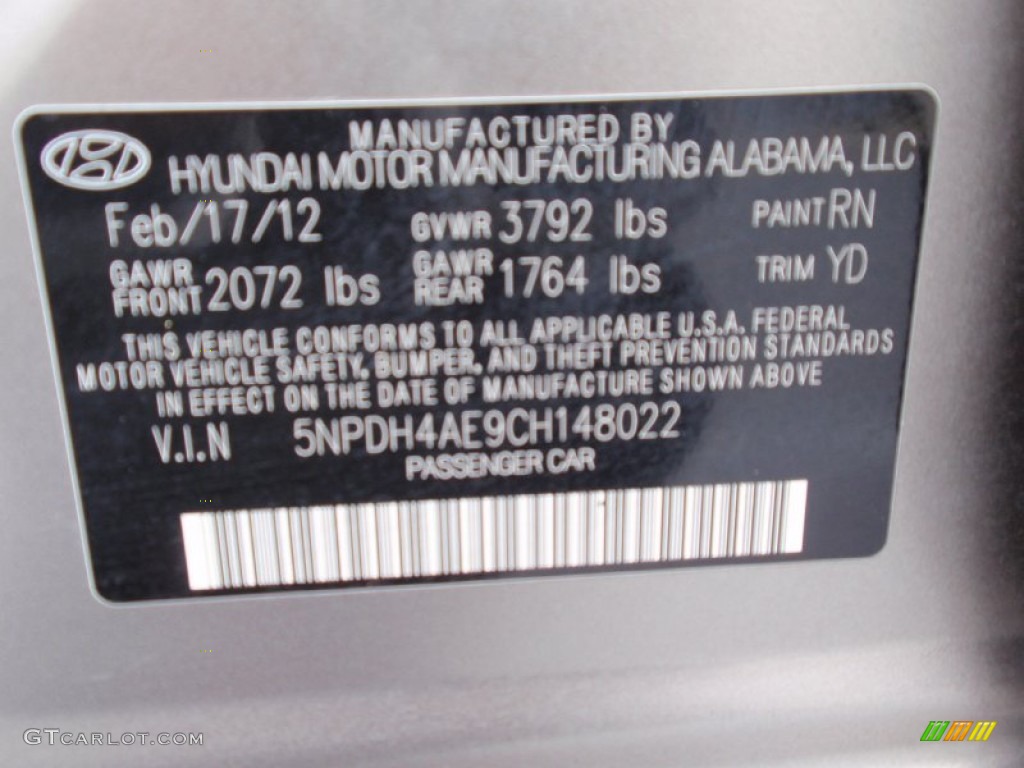 MANUFACTURED BY
HYUNDAI MOTOR MANUFACTURING ALABAMA, LLC
Feb/17/12 GVWR 3792 lbs PAINT RN
GAWR FRONT 2072 lbs GAWR REAR 1764 lbs TRIM YD
THIS VEHICLE CONFORMS TO ALL APPLICABLE U.S.A. FEDERAL
MOTOR VEHICLE SAFETY, BUMPER, AND THEFT PREVENTION STANDARDS
IN EFFECT ON THE DATE OF MANUFACTURE SHOWN ABOVE
V.I.N 5NPDH4AE9CH148022
PASSENGER CAR
GTCARLOT.COM